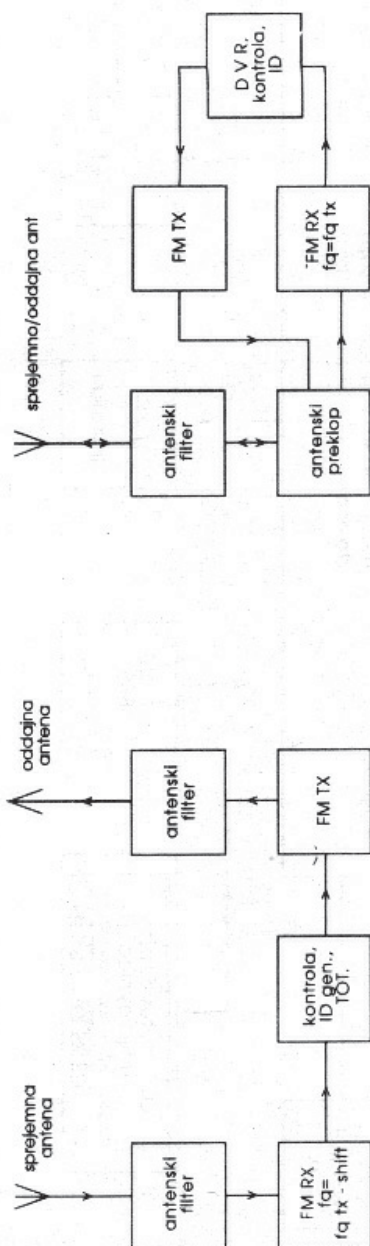 sprejemna
antena
antenski
filter
FM RX
fq=
fq tx - shift
kontrola,
ID gen.,
TOT.
FM TX
antenski
filter
oddajna
antena
sprejemno/oddajna ant
antenski
filter
antenski
preklop
FM TX
FM RX
fq=fq tx
D V R,
kontrola,
ID